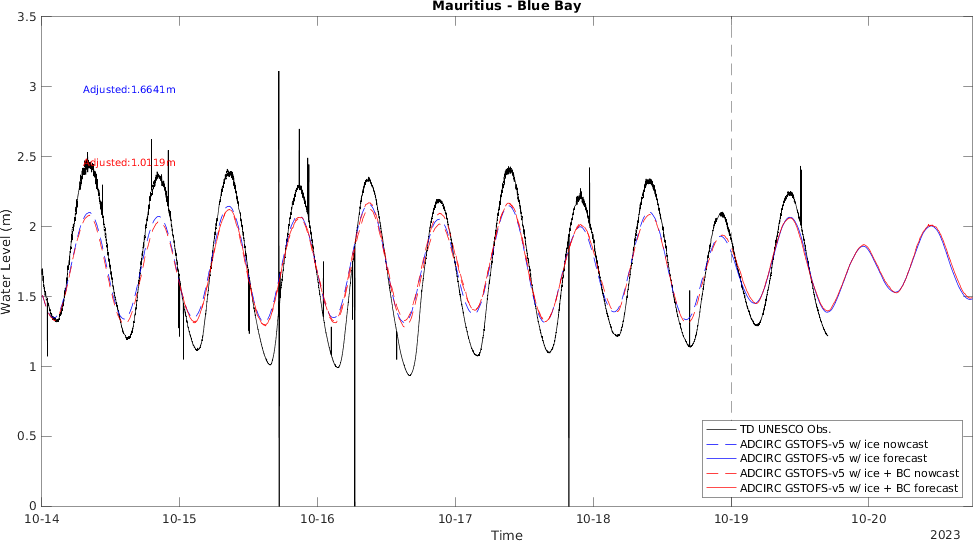 Mauritius - Blue Bay
3.5
3
2.5
2
1.5
1
0.5
0
Water Level (m)
Adjusted:1.6641m
Adjusted:1.0119m
TD UNESCO Obs.
ADCIRC GSTOFS-v5 w/ ice nowcast
ADCIRC GSTOFS-v5 w/ ice forecast
ADCIRC GSTOFS-v5 w/ ice + BC nowcast
ADCIRC GSTOFS-v5 w/ ice + BC forecast
10-14 10-15 10-16 10-17 10-18 10-19 10-20
Time
2023